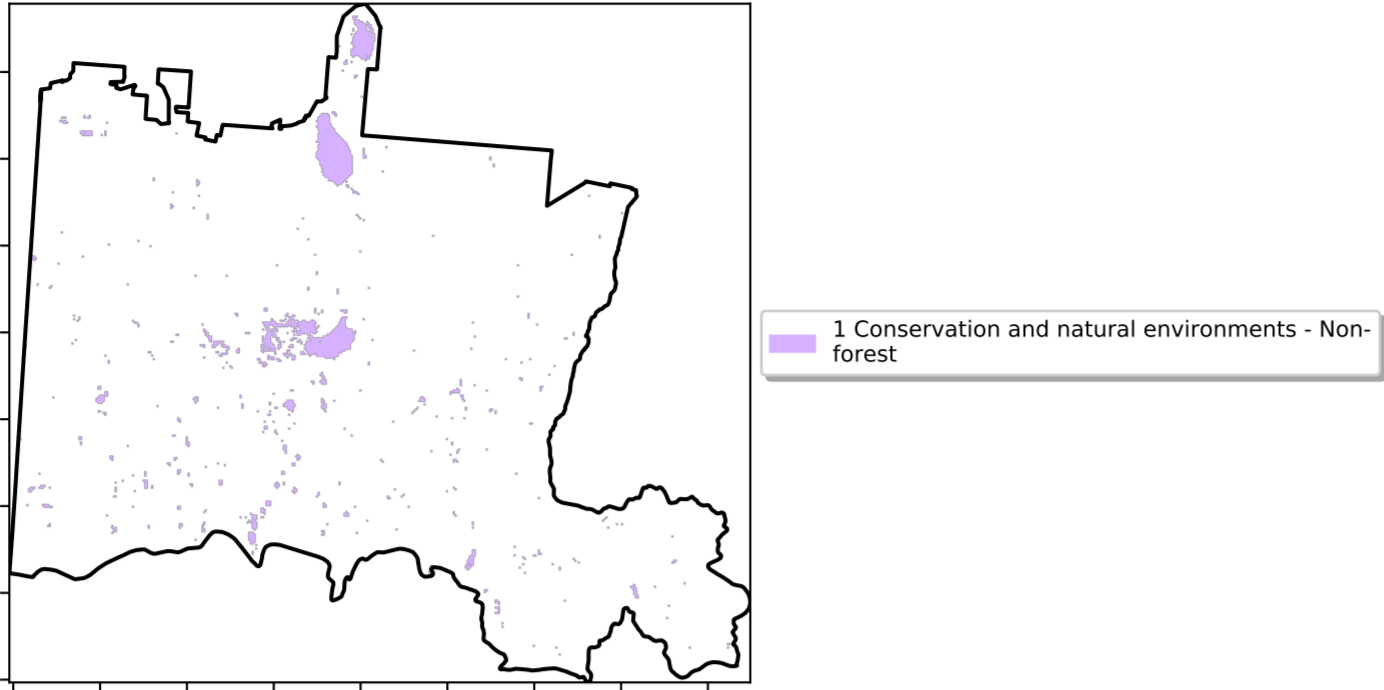 1 Conservation and natural environments - Non-
forest